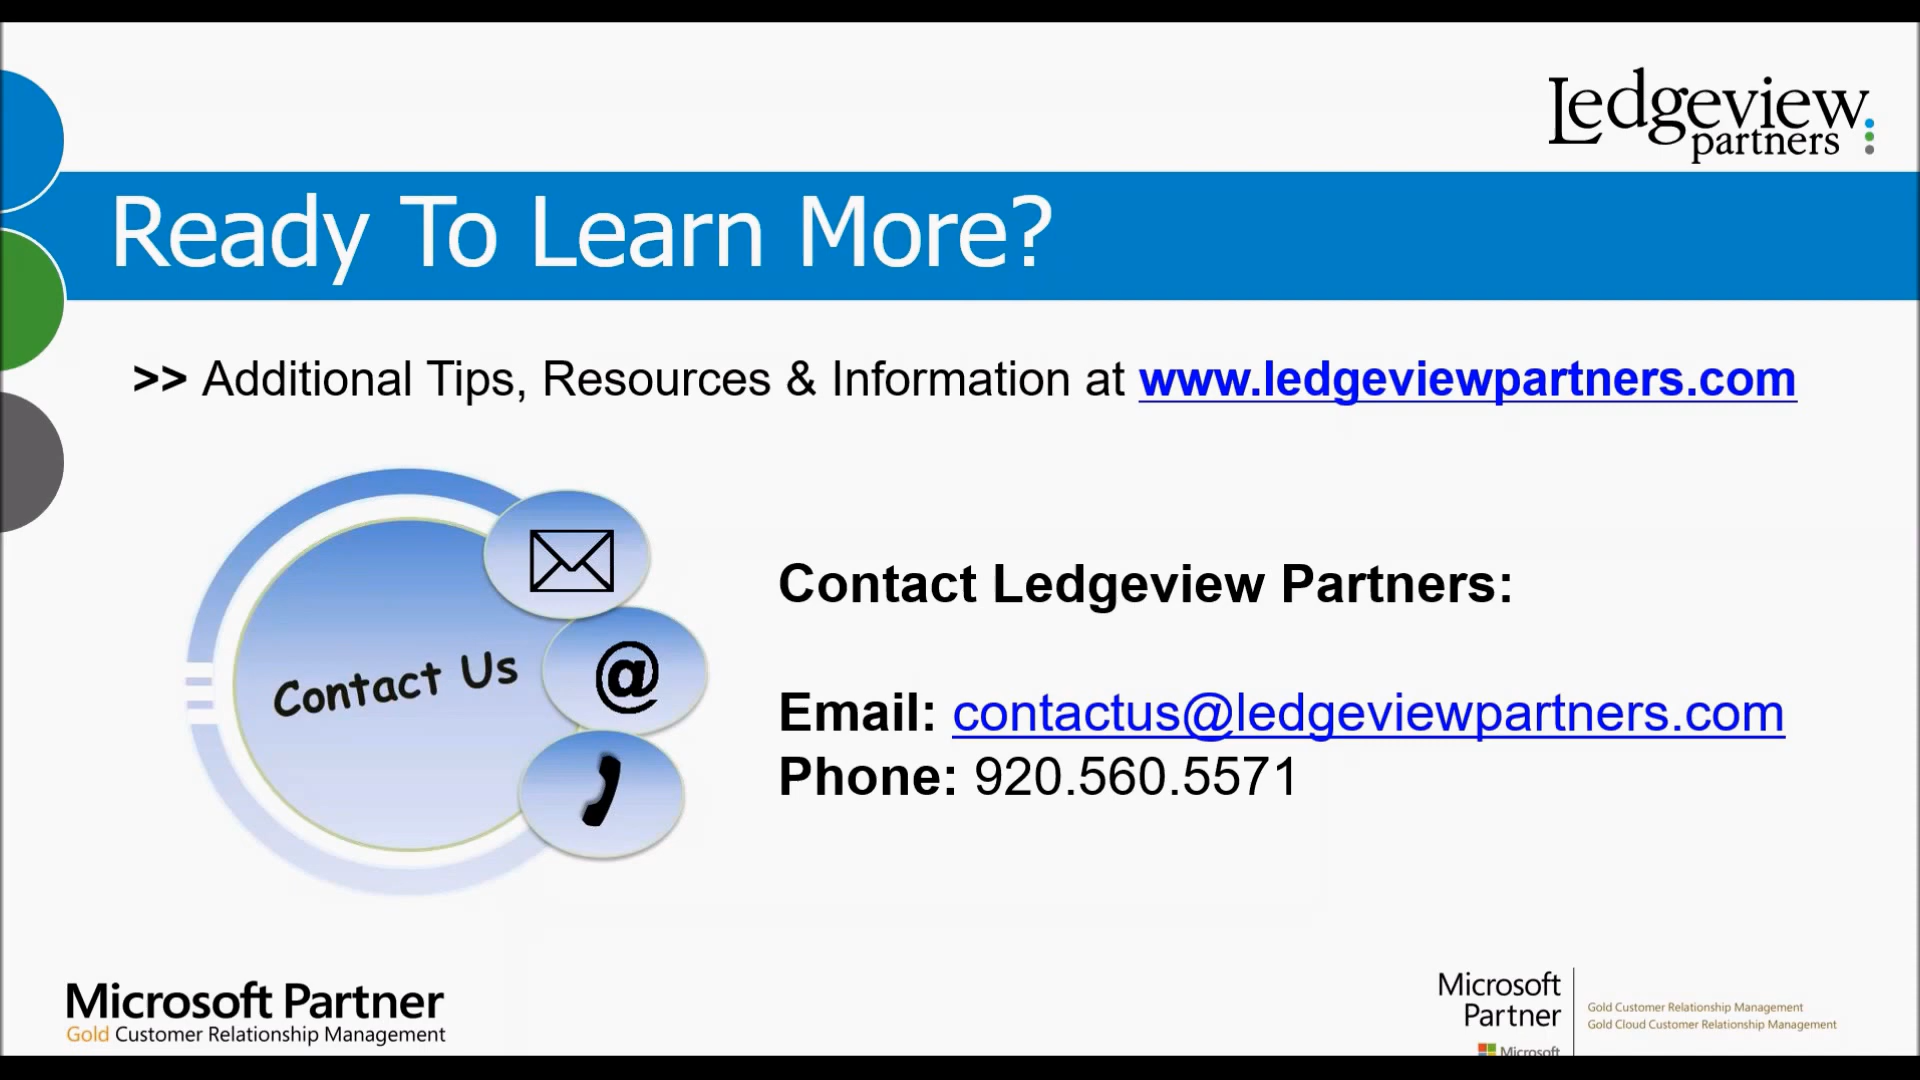 Ledgeview
partners
Ready To Learn More?
>> Additional Tips, Resources & Information at www.ledgeviewpartners.com
Contact Us
@
Contact Ledgeview Partners:
Email: contactus@ledgeviewpartners.com
Phone: 920.560.5571
Microsoft Partner
Gold Customer Relationship Management
Microsoft
Partner
Gold Customer Relationship Management
Gold Cloud Customer Relationship Management
Microsoft